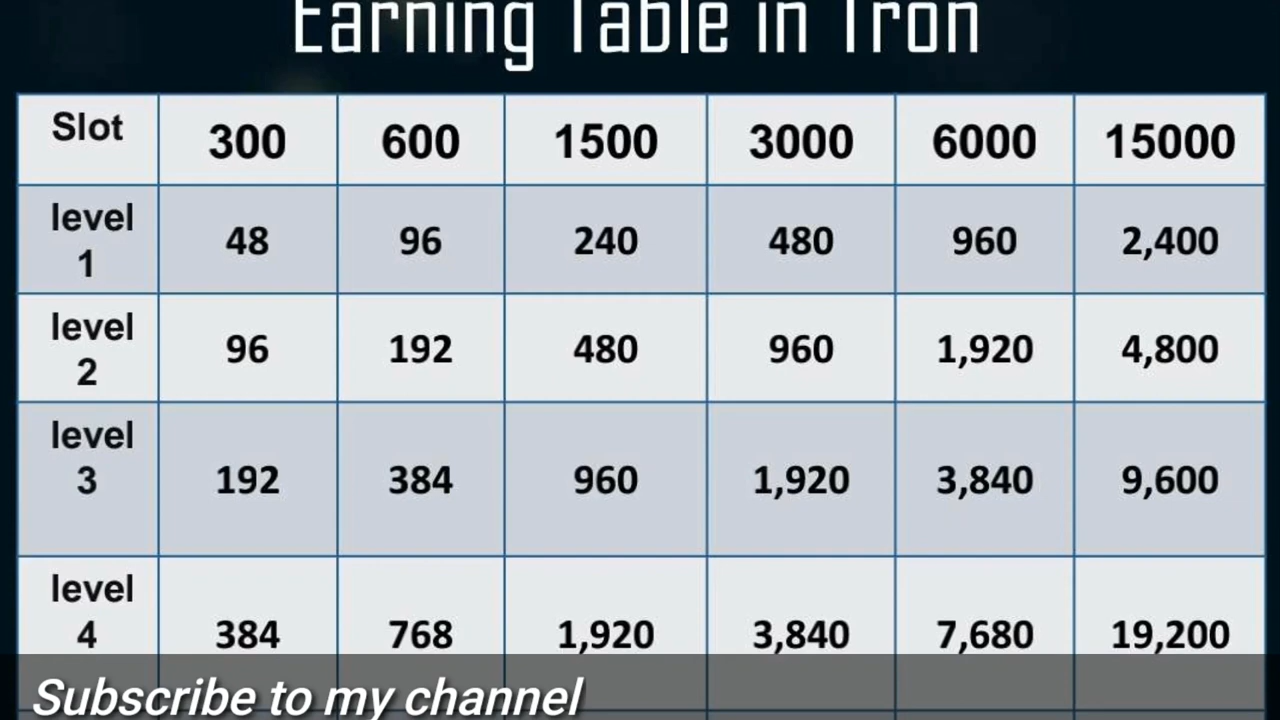 Earning Table in Tron
Slot 300 600 1500 3000 6000 15000
level 1 48 96 240 480 960 2,400
level 2 96 192 480 960 1,920 4,800
level 3 192 384 960 1,920 3,840 9,600
level 4 384 768 1,920 3,840 7,680 19,200
Subscribe to my channel